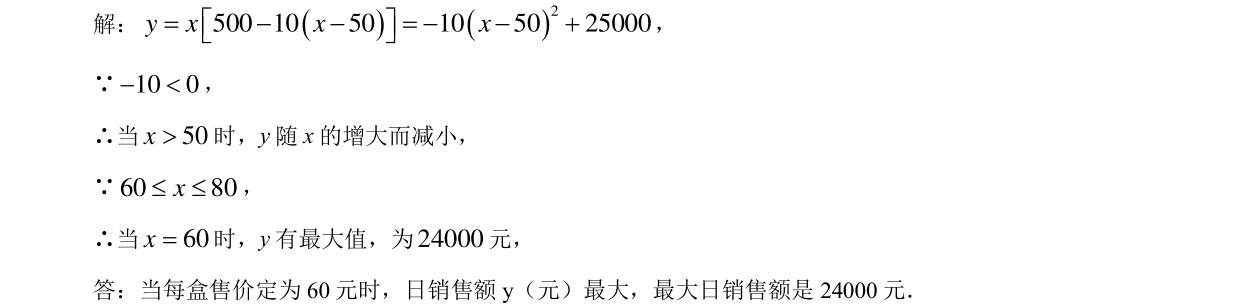 解：y = x[500−10(x−50)] = −10(x−50)²+25000，
∵ −10 < 0，
∴当 x > 50 时，y 随 x 的增大而减小，
∵ 60 ≤ x ≤ 80，
∴当 x = 60 时，y 有最大值，为 24000 元，
答：当每盒售价定为 60 元时，日销售额 y（元）最大，最大日销售额是 24000 元．